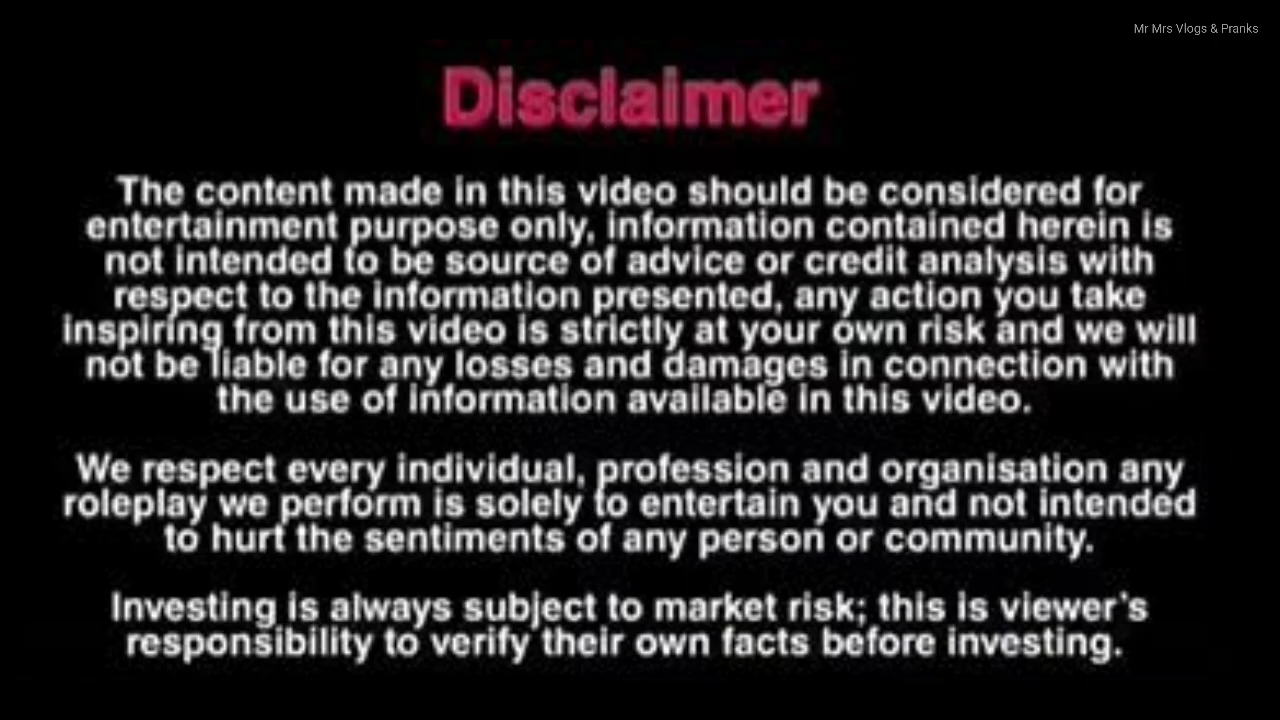 Mr Mrs Vlogs & Pranks
Disclaimer
The content made in this video should be considered for
entertainment purpose only, information contained herein is
not intended to be source of advice or credit analysis with
respect to the information presented, any action you take
inspiring from this video is strictly at your own risk and we will
not be liable for any losses and damages in connection with
the use of information available in this video.
We respect every individual, profession and organisation any
roleplay we perform is solely to entertain you and not intended
to hurt the sentiments of any person or community.
Investing is always subject to market risk; this is viewer's
responsibility to verify their own facts before investing.